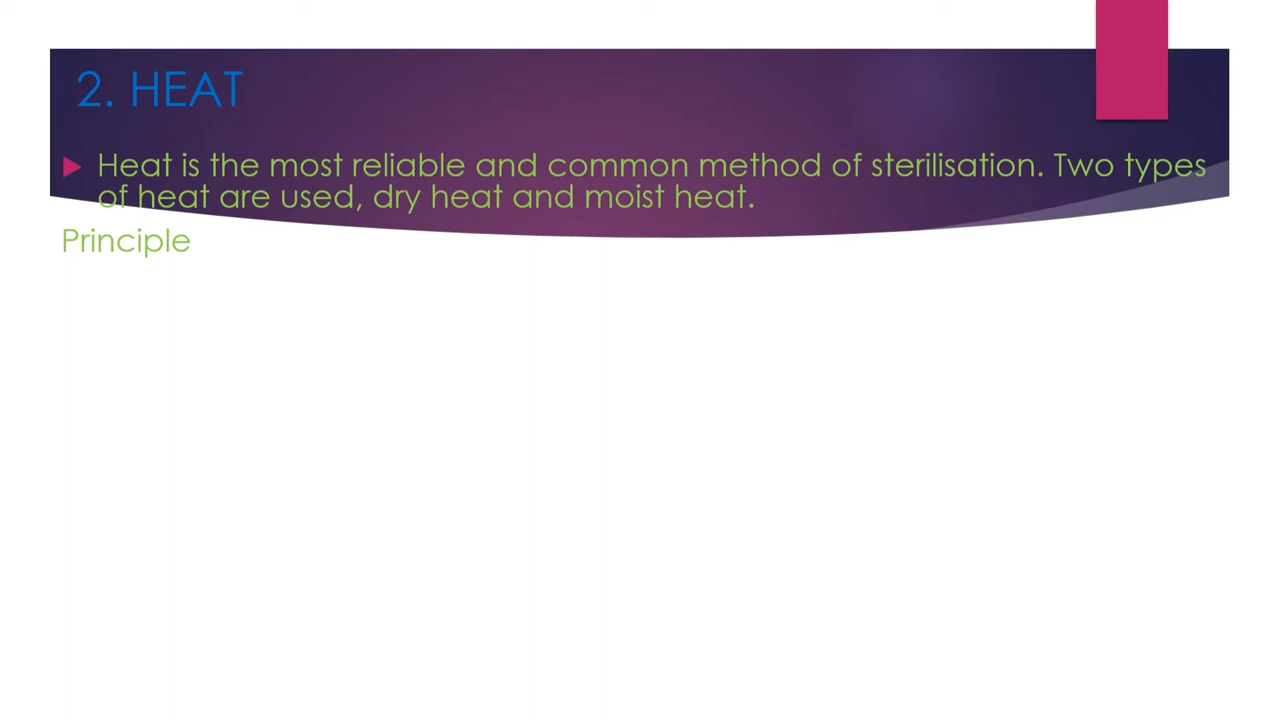 2. HEAT
Heat is the most reliable and common method of sterilisation. Two types
of heat are used, dry heat and moist heat.
Principle